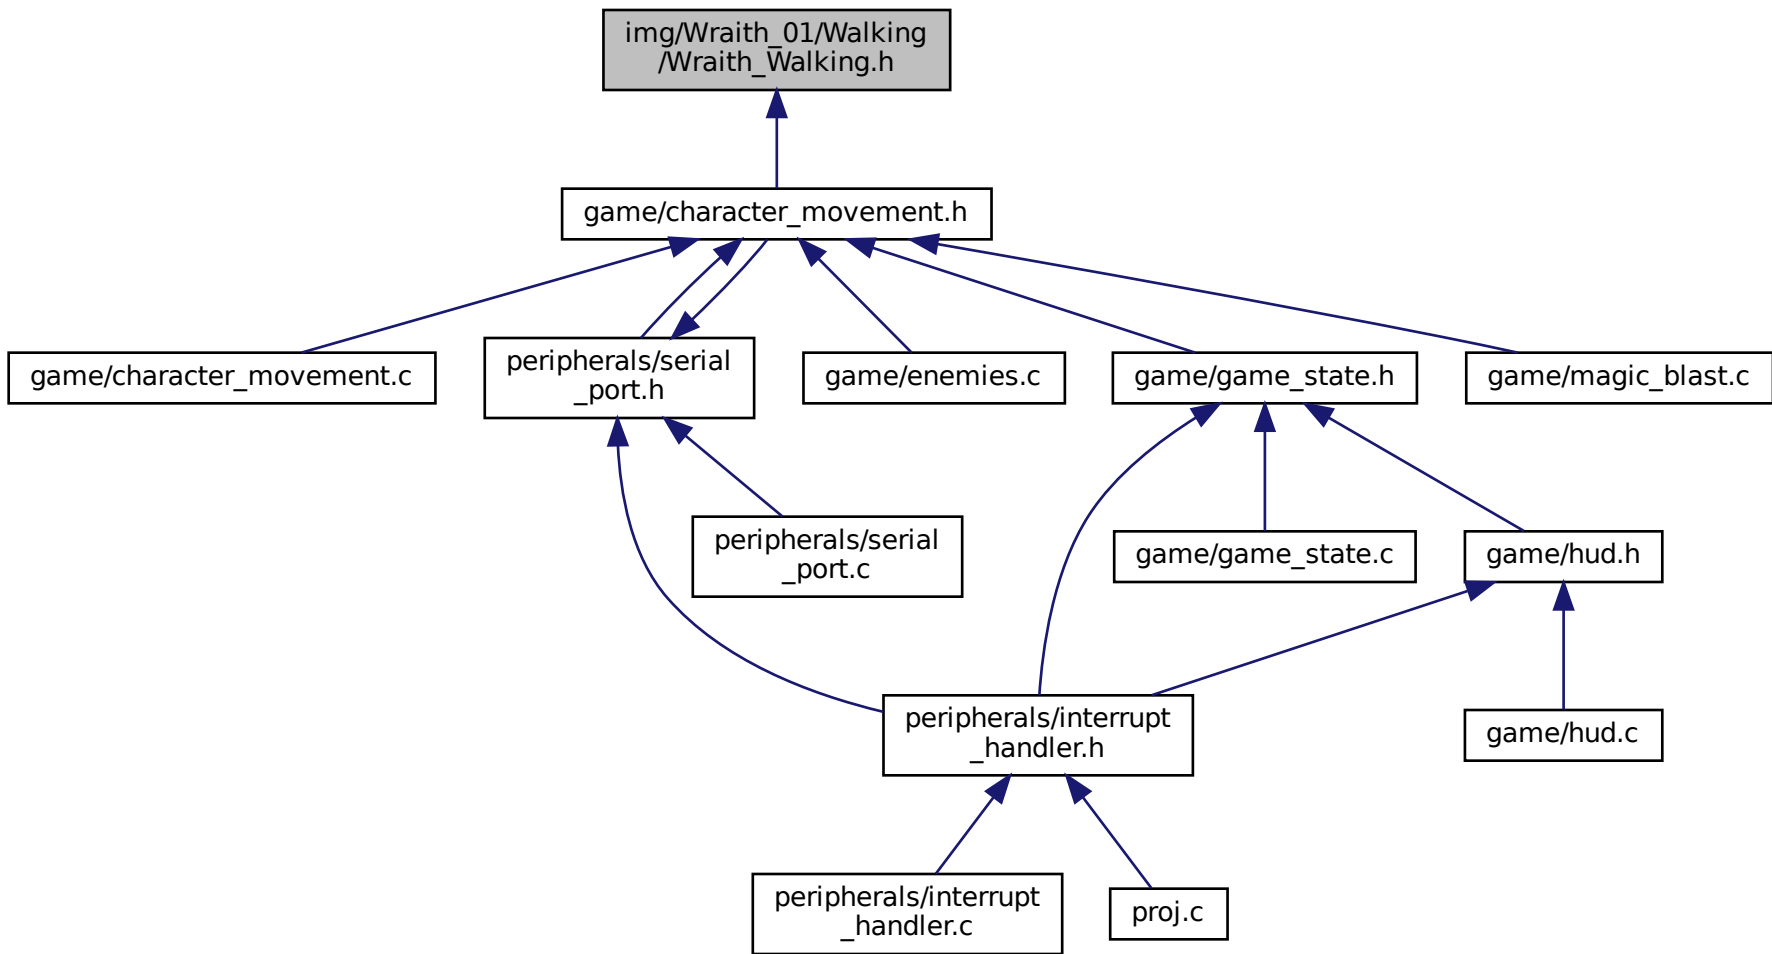 img/Wraith_01/Walking
/Wraith_Walking.h
game/character_movement.h
game/character_movement.c
peripherals/serial
_port.h
game/enemies.c
game/game_state.h
game/magic_blast.c
peripherals/serial
_port.c
game/game_state.c
game/hud.h
peripherals/interrupt
_handler.h
game/hud.c
peripherals/interrupt
_handler.c
proj.c